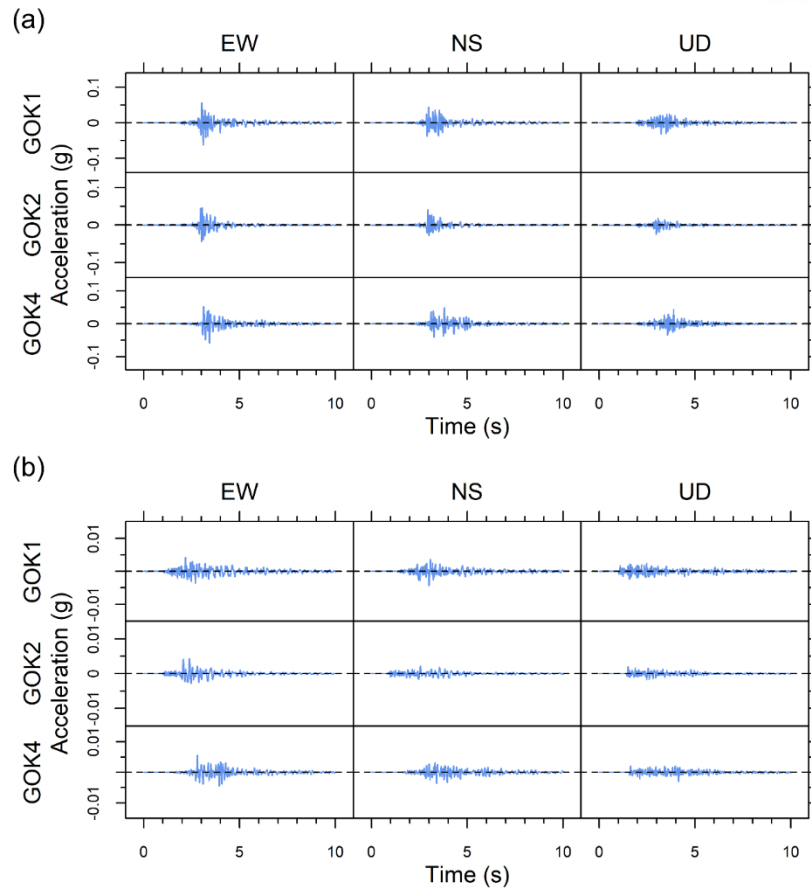 (a)
EW NS UD
GOK1 0.1 0 -0.1
GOK2 0.1 0 -0.1
GOK4 0.1 0 -0.1
Acceleration (g)
0 5 10 0 5 10 0 5 10
Time (s)
(b)
EW NS UD
GOK1 0.01 0 -0.01
GOK2 0.01 0 -0.01
GOK4 0.01 0 -0.01
Acceleration (g)
0 5 10 0 5 10 0 5 10
Time (s)